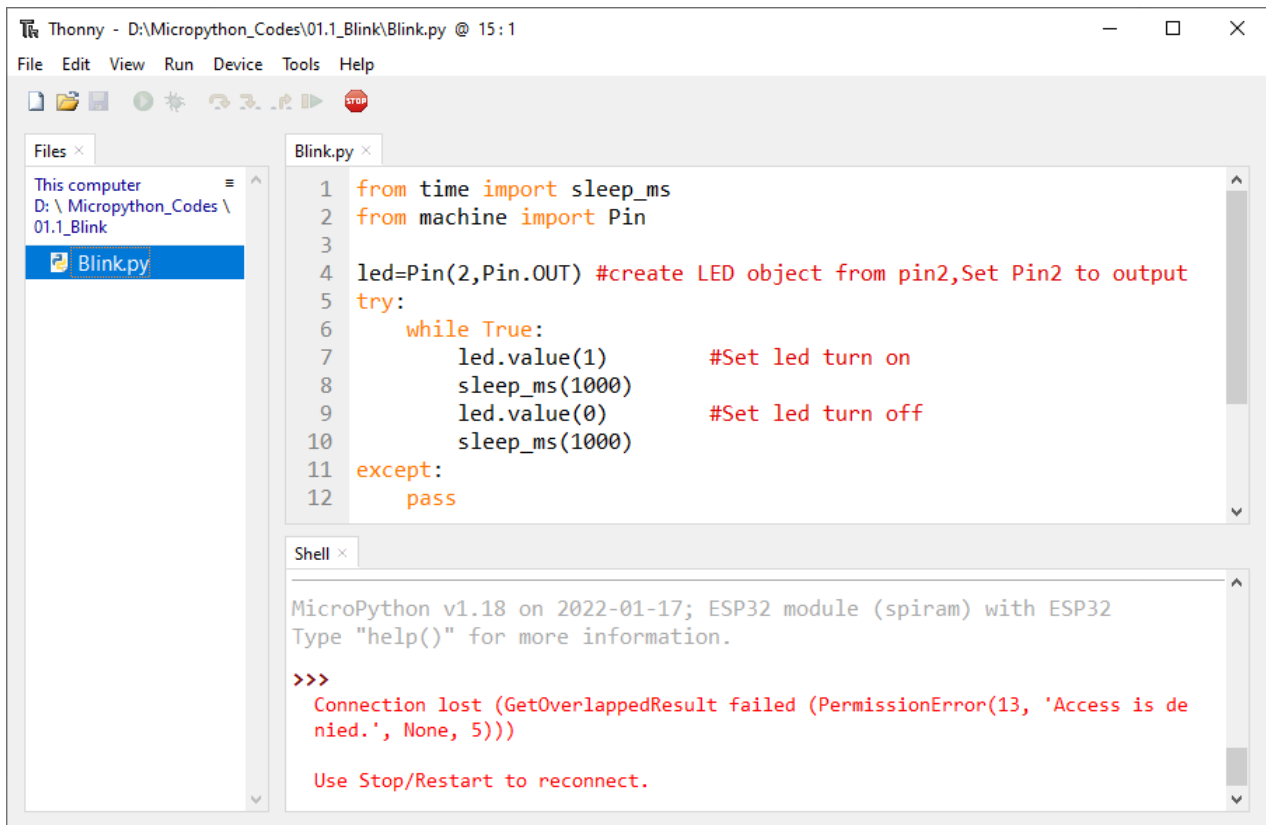 Thonny - D:\Micropython_Codes\01.1_Blink\Blink.py @ 15:1
File Edit View Run Device Tools Help
STOP
Files
This computer
D: \ Micropython_Codes \
01.1_Blink
Blink.py
Blink.py
1 from time import sleep_ms
2 from machine import Pin
3
4 led=Pin(2,Pin.OUT) #create LED object from pin2,Set Pin2 to output
5 try:
6     while True:
7         led.value(1)        #Set led turn on
8         sleep_ms(1000)
9         led.value(0)        #Set led turn off
10         sleep_ms(1000)
11 except:
12     pass
Shell
MicroPython v1.18 on 2022-01-17; ESP32 module (spiram) with ESP32
Type "help()" for more information.
>>>
Connection lost (GetOverlappedResult failed (PermissionError(13, 'Access is de
nied.', None, 5)))
Use Stop/Restart to reconnect.